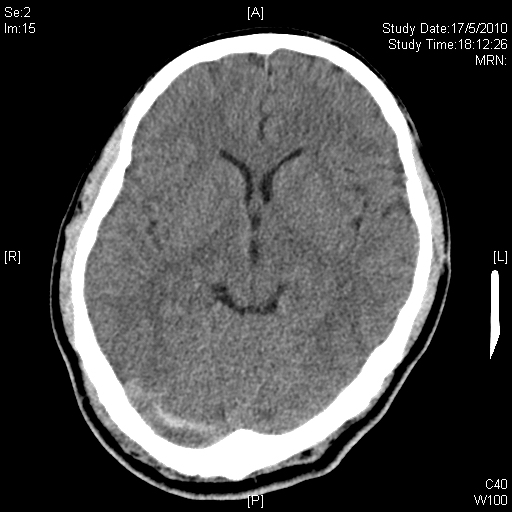 Se:2
Im:15
[A]
Study Date:17/5/2010
Study Time:18:12:26
MRN:
[R]
[L]
[P]
C40
W100